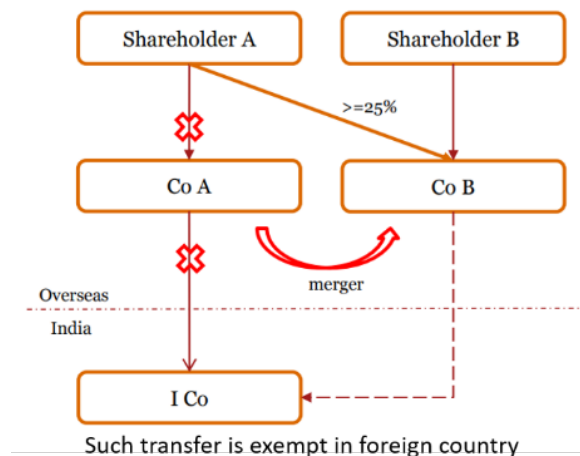 Shareholder A
Shareholder B
>=25%
Co A
Co B
merger
Overseas
India
I Co
Such transfer is exempt in foreign country